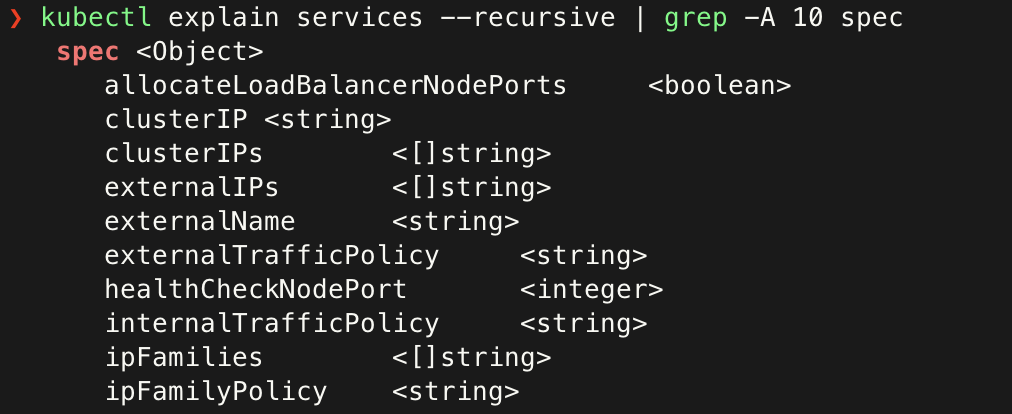 ❯ kubectl explain services --recursive | grep -A 10 spec
spec <Object>
allocateLoadBalancerNodePorts <boolean>
clusterIP <string>
clusterIPs <[]string>
externalIPs <[]string>
externalName <string>
externalTrafficPolicy <string>
healthCheckNodePort <integer>
internalTrafficPolicy <string>
ipFamilies <[]string>
ipFamilyPolicy <string>